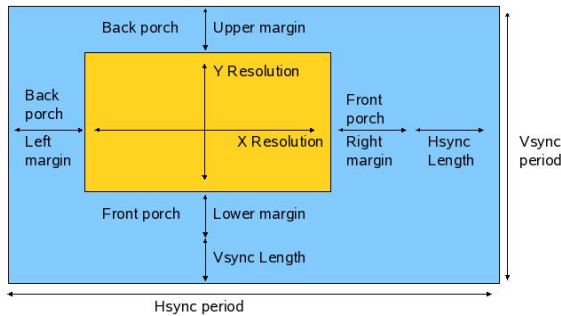 Back porch
Upper margin
Y Resolution
Back
porch
Left
margin
X Resolution
Front
porch
Right
margin
Hsync
Length
Vsync
period
Front porch
Lower margin
Vsync Length
Hsync period